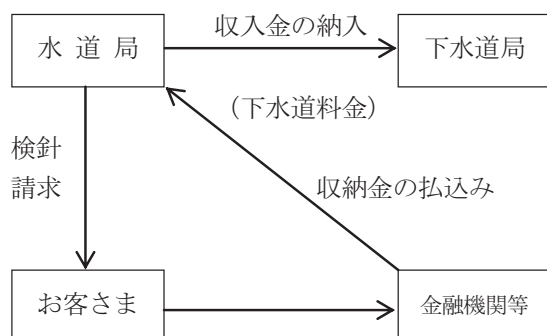 収入金の納入
水 道 局
下水道局
（下水道料金）
検針
請求
収納金の払込み
お客さま
金融機関等